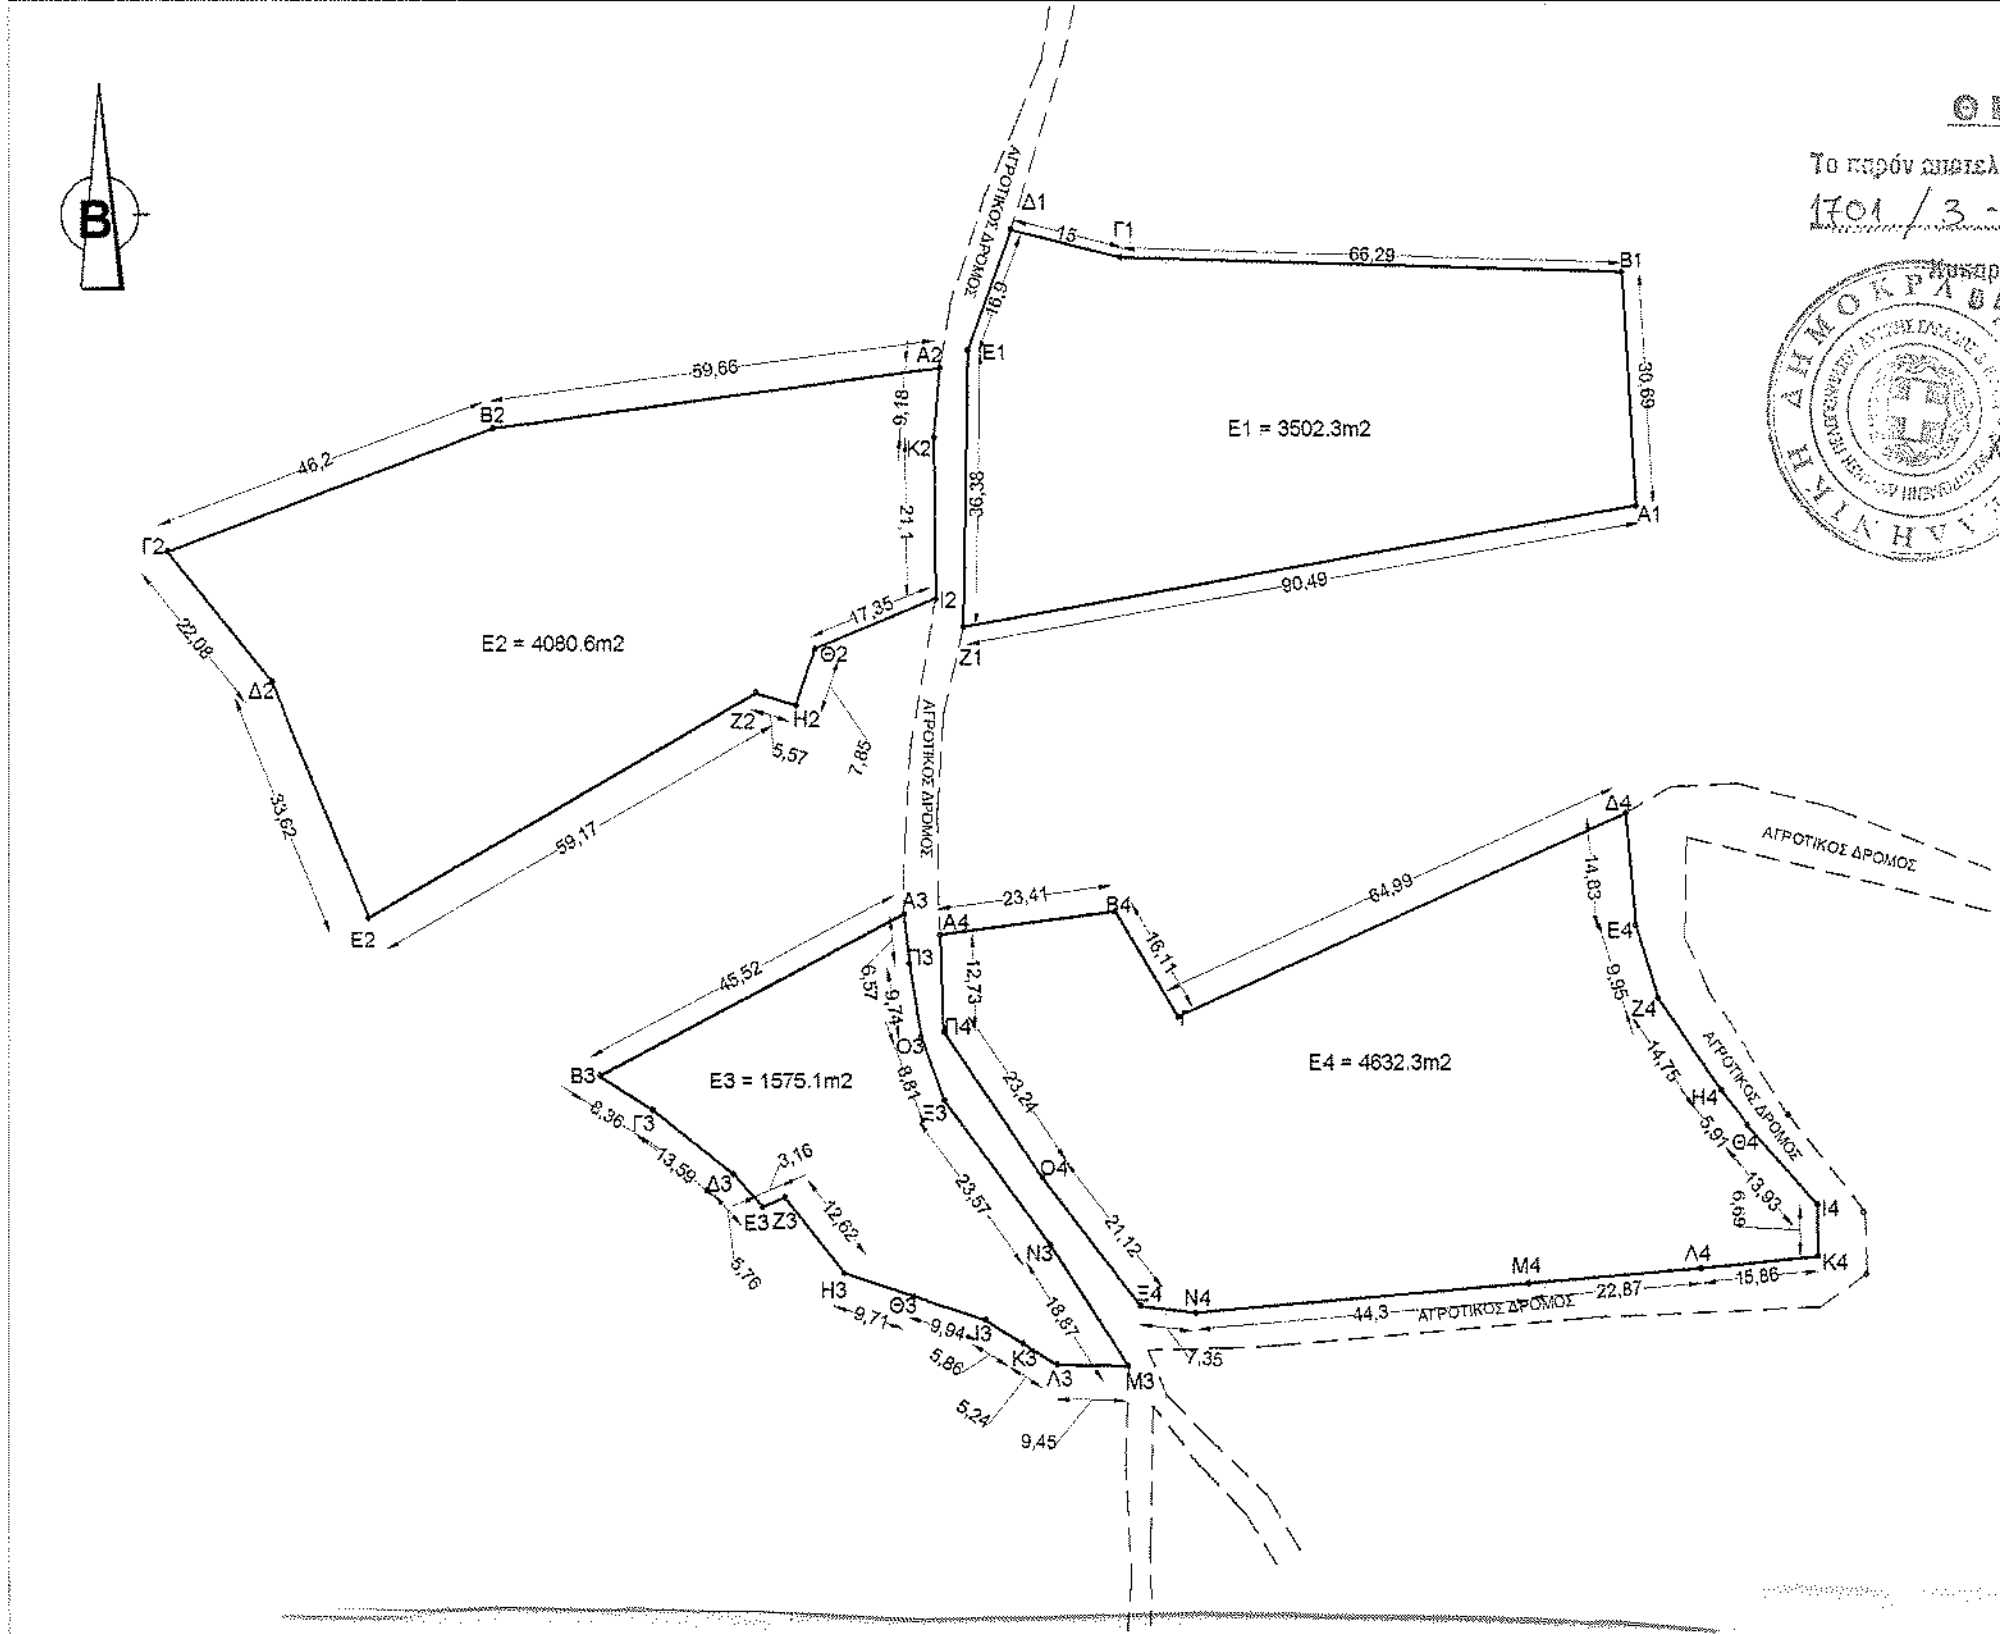 Β
Θ
Το παρόν αποτελ
1701 / 3 -
ΑΓΡΟΤΙΚΟΣ ΔΡΟΜΟΣ
Δ1
15
Γ1
66,29
Β1
16,9
Ε1
30,69
Ε1 = 3502.3m2
36,38
Α1
90,49
Ζ1
ΕΛΛΗΝΙΚΗ ΔΗΜΟΚΡΑ
Α2
59,66
Β2
9,18
Κ2
46,2
21,1
Γ2
Ι2
17,35
22,08
Ε2 = 4080.6m2
Θ2
Δ2
Ζ2
Η2
5,57
7,85
33,62
59,17
Ε2
ΑΓΡΟΤΙΚΟΣ ΔΡΟΜΟΣ
Δ4
ΑΓΡΟΤΙΚΟΣ ΔΡΟΜΟΣ
64,99
14,83
Α3
23,41
Β4
Α4
Ε4
16,11
45,52
Π3
6,57
12,73
9,95
9,74
Γ
Ζ4
Π4
Ο3
14,75
Ε4 = 4632.3m2
ΑΓΡΟΤΙΚΟΣ ΔΡΟΜΟΣ
Β3
Ε3 = 1575.1m2
8,81
23,24
Η4
8,36
Γ3
Ξ3
5,91
Θ4
13,59
3,16
Ο4
Δ3
13,93
Ε3
Ζ3
12,62
23,57
Ι4
6,69
21,12
5,76
Ν3
Λ4
Κ4
Μ4
Η3
Θ3
Ξ4
Ν4
22,87
15,86
9,71
18,87
44,3
ΑΓΡΟΤΙΚΟΣ ΔΡΟΜΟΣ
9,94
Ι3
5,86
Κ3
7,35
Λ3
Μ3
5,24
9,45